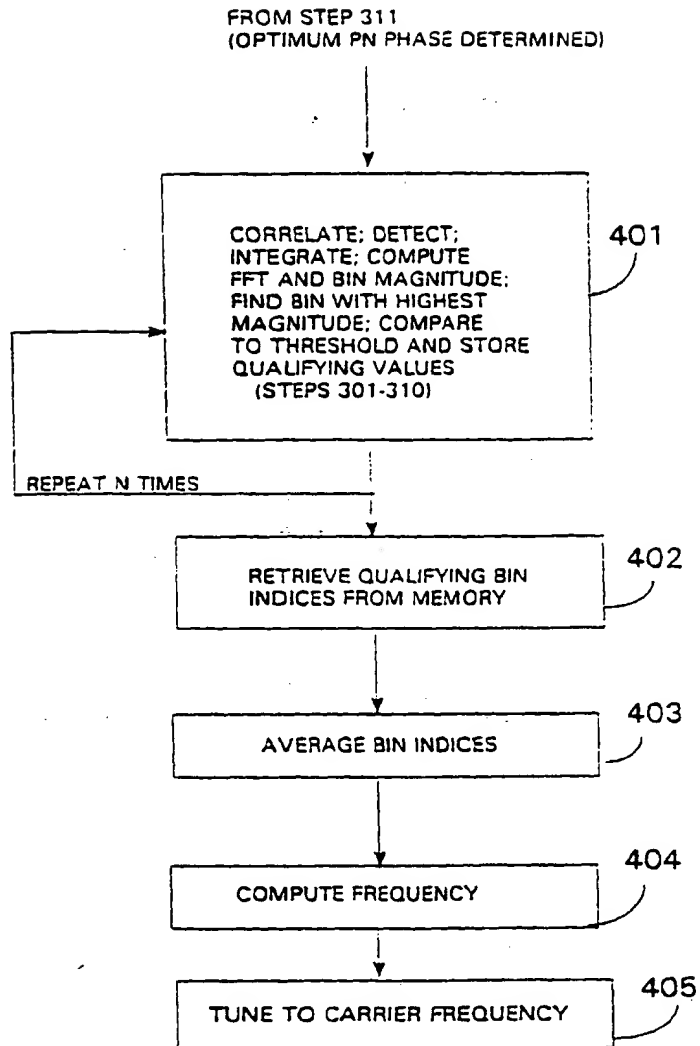 FROM STEP 311
(OPTIMUM PN PHASE DETERMINED)
CORRELATE; DETECT;
INTEGRATE; COMPUTE
FFT AND BIN MAGNITUDE;
FIND BIN WITH HIGHEST
MAGNITUDE; COMPARE
TO THRESHOLD AND STORE
QUALIFYING VALUES
(STEPS 301-310)
401
REPEAT N TIMES
RETRIEVE QUALIFYING BIN
INDICES FROM MEMORY
402
AVERAGE BIN INDICES
403
COMPUTE FREQUENCY
404
TUNE TO CARRIER FREQUENCY
405